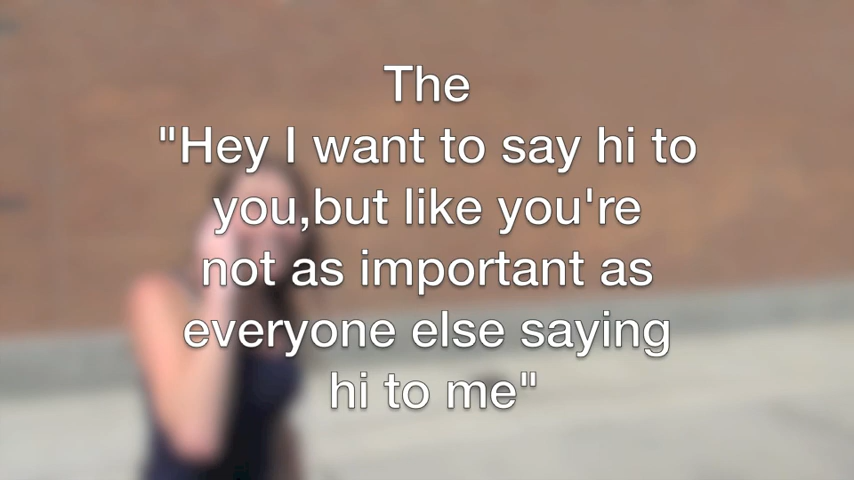 The
"Hey I want to say hi to
you,but like you're
not as important as
everyone else saying
hi to me"